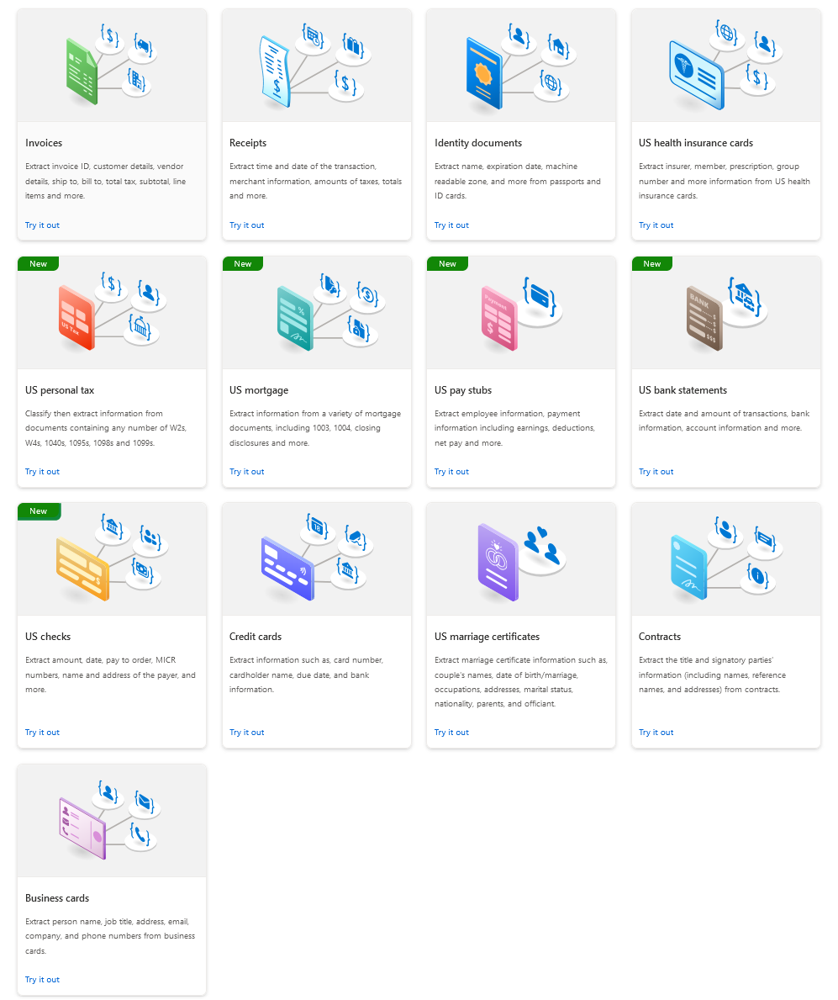 Invoices
Extract invoice ID, customer details, vendor
details, ship to, bill to, total tax, subtotal, line
items and more.
Try it out
Receipts
Extract time and date of the transaction,
merchant information, amounts of taxes, totals
and more.
Try it out
Identity documents
Extract name, expiration date, machine
readable zone, and more from passports and
ID cards.
Try it out
US health insurance cards
Extract insurer, member, prescription, group
number and more information from US health
insurance cards.
Try it out
New
US Tax
US personal tax
Classify then extract information from
documents containing any number of W2s,
W4s, 1040s, 1095s, 1098s and 1099s.
Try it out
New
%
US mortgage
Extract information from a variety of mortgage
documents, including 1003, 1004, closing
disclosures and more.
Try it out
New
Payment
$
US pay stubs
Extract employee information, payment
information including earnings, deductions,
net pay and more.
Try it out
New
BANK
$
$
$$$
US bank statements
Extract date and amount of transactions, bank
information, account information and more.
Try it out
New
$
US checks
Extract amount, date, pay to order, MICR
numbers, name and address of the payer, and
more.
Try it out
Credit cards
Extract information such as, card number,
cardholder name, due date, and bank
information.
Try it out
US marriage certificates
Extract marriage certificate information such as,
couple's names, date of birth/marriage,
occupations, addresses, marital status,
nationality, parents, and officiant.
Try it out
Contracts
Extract the title and signatory parties'
information (including names, reference
names, and addresses) from contracts.
Try it out
Business cards
Extract person name, job title, address, email,
company, and phone numbers from business
cards.
Try it out